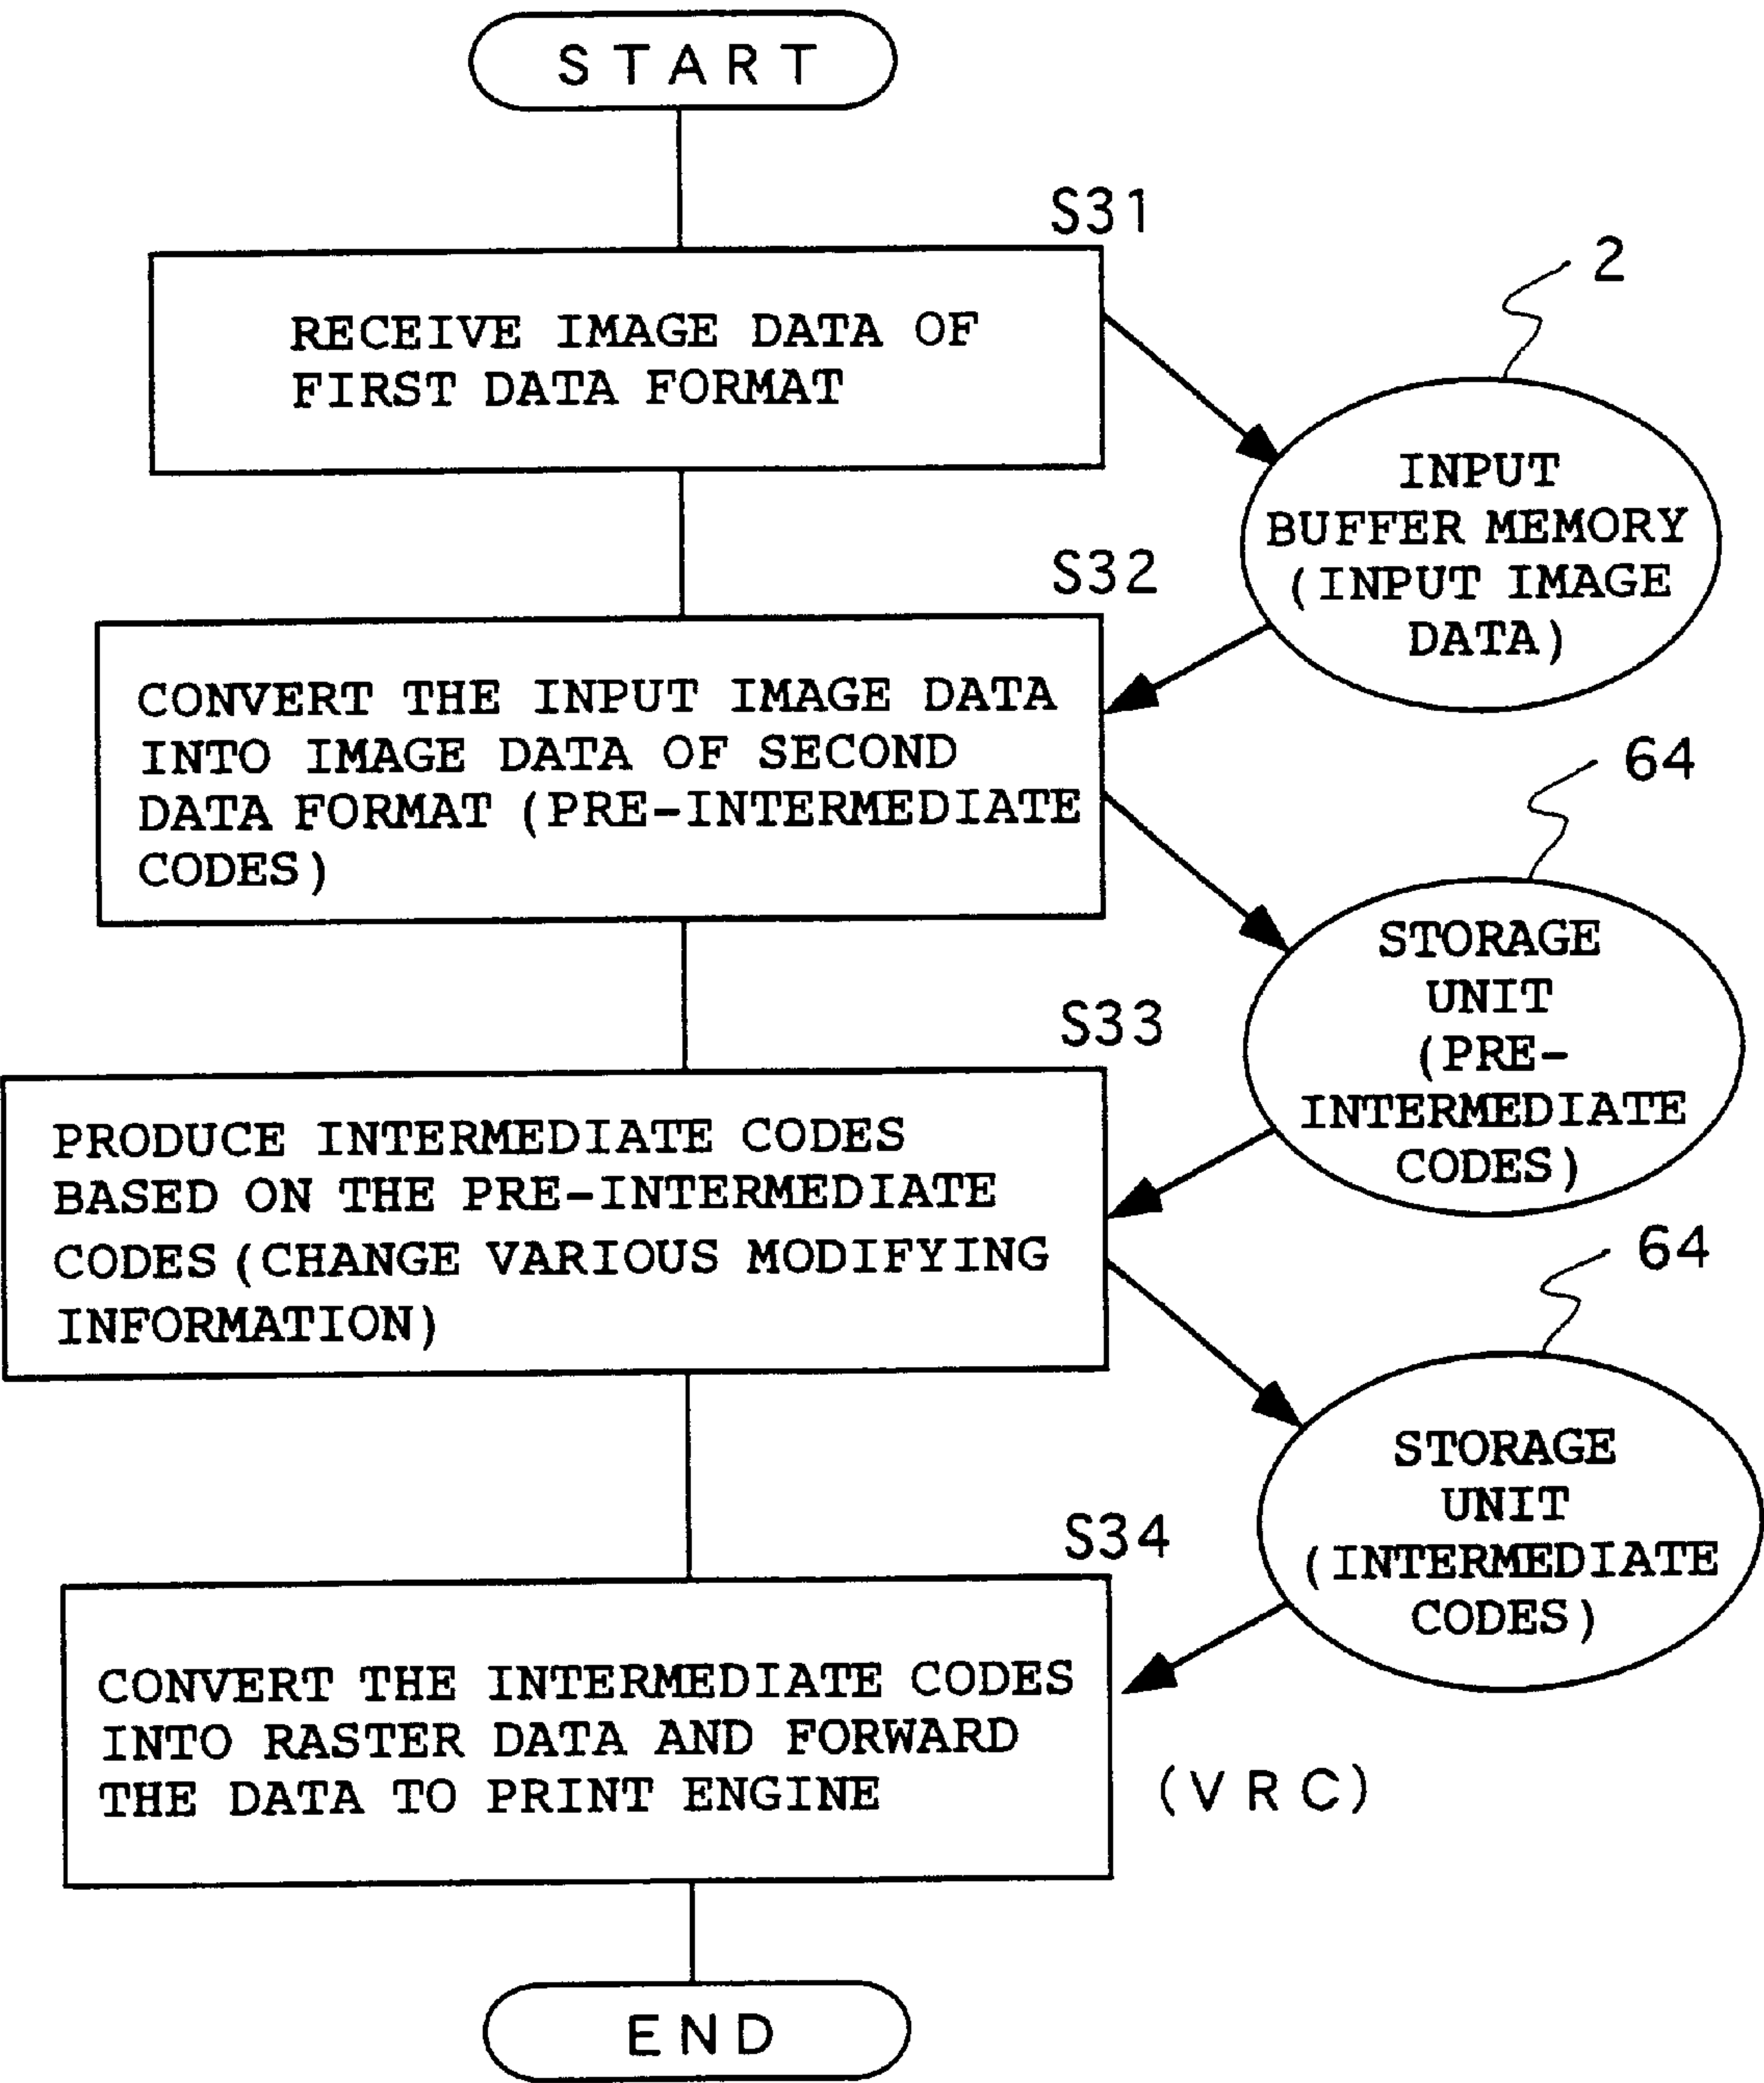 START
S31
RECEIVE IMAGE DATA OF
FIRST DATA FORMAT
2
INPUT
BUFFER MEMORY
(INPUT IMAGE
DATA)
S32
CONVERT THE INPUT IMAGE DATA
INTO IMAGE DATA OF SECOND
DATA FORMAT (PRE-INTERMEDIATE
CODES)
64
STORAGE
UNIT
(PRE-
INTERMEDIATE
CODES)
S33
PRODUCE INTERMEDIATE CODES
BASED ON THE PRE-INTERMEDIATE
CODES (CHANGE VARIOUS MODIFYING
INFORMATION)
64
STORAGE
UNIT
(INTERMEDIATE
CODES)
S34
CONVERT THE INTERMEDIATE CODES
INTO RASTER DATA AND FORWARD
THE DATA TO PRINT ENGINE
(VRC)
END